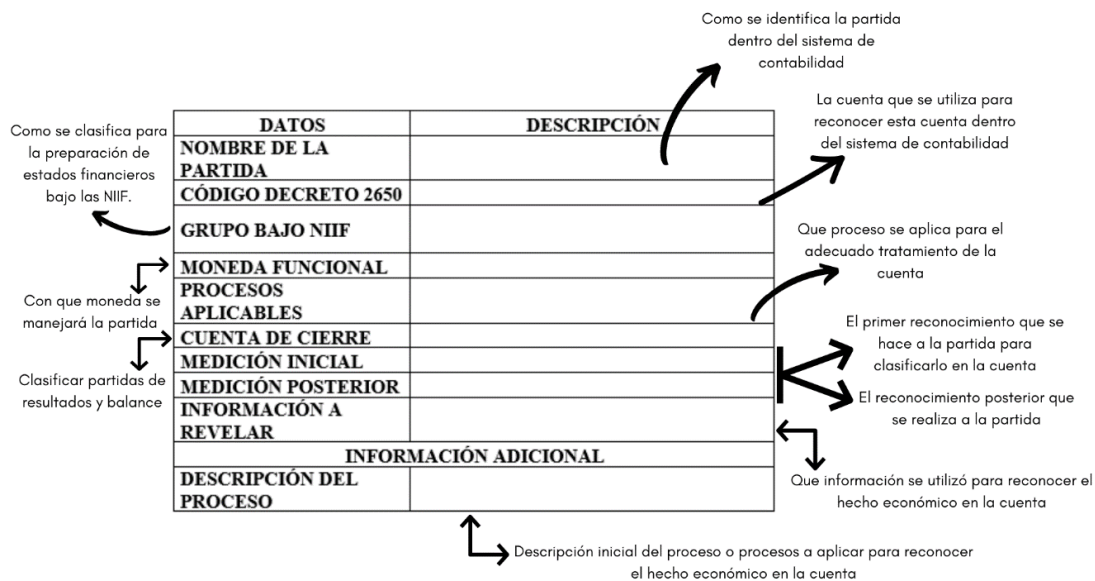 Como se identifica la partida
dentro del sistema de
contabilidad
La cuenta que se utiliza para
reconocer esta cuenta dentro
del sistema de contabilidad
Como se clasifica para
la preparación de
estados financieros
bajo las NIIF.
DATOS DESCRIPCIÓN
NOMBRE DE LA
PARTIDA
CÓDIGO DECRETO 2650
GRUPO BAJO NIIF
MONEDA FUNCIONAL
PROCESOS
APLICABLES
CUENTA DE CIERRE
MEDICIÓN INICIAL
MEDICIÓN POSTERIOR
INFORMACIÓN A
REVELAR
INFORMACIÓN ADICIONAL
DESCRIPCIÓN DEL
PROCESO
Que proceso se aplica para el
adecuado tratamiento de la
cuenta
Con que moneda se
manejará la partida
El primer reconocimiento que se
hace a la partida para
clasificarlo en la cuenta
Clasificar partidas de
resultados y balance
El reconocimiento posterior que
se realiza a la partida
Que información se utilizó para reconocer el
hecho económico en la cuenta
Descripción inicial del proceso o procesos a aplicar para reconocer
el hecho económico en la cuenta